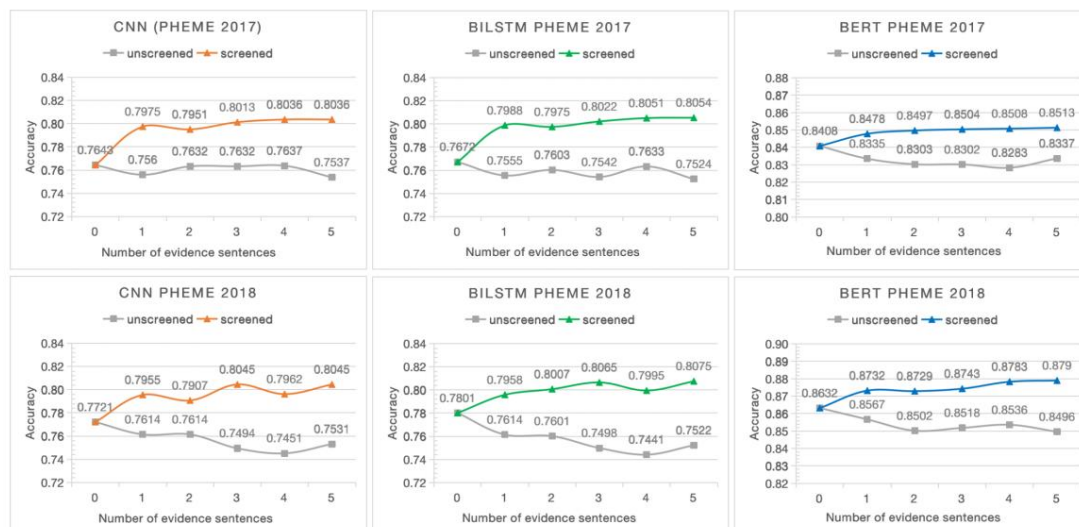 CNN (PHEME 2017)
unscreened screened
0.84
0.82
0.80
0.78
0.76
0.74
0.72
Accuracy
0.7643 0.7975 0.7951 0.8013 0.8036 0.8036
0.756 0.7632 0.7632 0.7637 0.7537
0 1 2 3 4 5
Number of evidence sentences
BILSTM PHEME 2017
unscreened screened
0.84
0.82
0.80
0.78
0.76
0.74
0.72
Accuracy
0.7672 0.7988 0.7975 0.8022 0.8051 0.8054
0.7555 0.7603 0.7542 0.7633 0.7524
0 1 2 3 4 5
Number of evidence sentences
BERT PHEME 2017
unscreened screened
0.88
0.87
0.86
0.85
0.84
0.83
0.82
0.81
0.80
Accuracy
0.8408 0.8478 0.8497 0.8504 0.8508 0.8513
0.8335 0.8303 0.8302 0.8283 0.8337
0 1 2 3 4 5
Number of evidence sentences
CNN PHEME 2018
unscreened screened
0.84
0.82
0.80
0.78
0.76
0.74
0.72
Accuracy
0.7721 0.7955 0.7907 0.8045 0.7962 0.8045
0.7614 0.7614 0.7494 0.7451 0.7531
0 1 2 3 4 5
Number of evidence sentences
BILSTM PHEME 2018
unscreened screened
0.84
0.82
0.80
0.78
0.76
0.74
0.72
Accuracy
0.7801 0.7958 0.8007 0.8065 0.7995 0.8075
0.7614 0.7601 0.7498 0.7441 0.7522
0 1 2 3 4 5
Number of evidence sentences
BERT PHEME 2018
unscreened screened
0.90
0.89
0.88
0.87
0.86
0.85
0.84
0.83
0.82
Accuracy
0.8632 0.8732 0.8729 0.8743 0.8783 0.879
0.8567 0.8502 0.8518 0.8536 0.8496
0 1 2 3 4 5
Number of evidence sentences